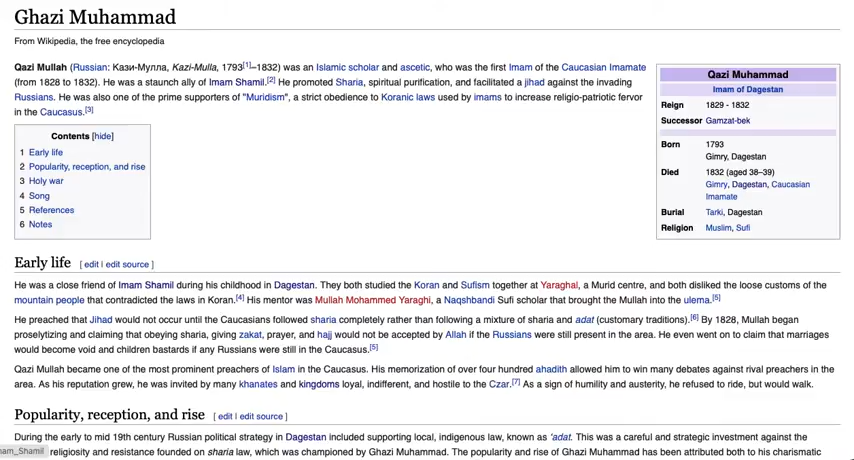 Ghazi Muhammad
From Wikipedia, the free encyclopedia
Qazi Mullah (Russian: Кази-Мулла, Kazi-Mulla, 1793[1]–1832) was an Islamic scholar and ascetic, who was the first Imam of the Caucasian Imamate
(from 1828 to 1832). He was a staunch ally of Imam Shamil.[2] He promoted Sharia, spiritual purification, and facilitated a jihad against the invading
Russians. He was also one of the prime supporters of "Muridism", a strict obedience to Koranic laws used by imams to increase religio-patriotic fervor
in the Caucasus.[3]
Contents [hide]
1 Early life
2 Popularity, reception, and rise
3 Holy war
4 Song
5 References
6 Notes
Qazi Muhammad
Imam of Dagestan
Reign 1829 - 1832
Successor Gamzat-bek
Born 1793
Gimry, Dagestan
Died 1832 (aged 38–39)
Gimry, Dagestan, Caucasian
Imamate
Burial Tarki, Dagestan
Religion Muslim, Sufi
Early life [ edit | edit source ]
He was a close friend of Imam Shamil during his childhood in Dagestan. They both studied the Koran and Sufism together at Yaraghal, a Murid centre, and both disliked the loose customs of the
mountain people that contradicted the laws in Koran.[4] His mentor was Mullah Mohammed Yaraghi, a Naqshbandi Sufi scholar that brought the Mullah into the ulema.[5]
He preached that Jihad would not occur until the Caucasians followed sharia completely rather than following a mixture of sharia and adat (customary traditions).[6] By 1828, Mullah began
proselytizing and claiming that obeying sharia, giving zakat, prayer, and hajj would not be accepted by Allah if the Russians were still present in the area. He even went on to claim that marriages
would become void and children bastards if any Russians were still in the Caucasus.[5]
Qazi Mullah became one of the most prominent preachers of Islam in the Caucasus. His memorization of over four hundred ahadith allowed him to win many debates against rival preachers in the
area. As his reputation grew, he was invited by many khanates and kingdoms loyal, indifferent, and hostile to the Czar.[7] As a sign of humility and austerity, he refused to ride, but would walk.
Popularity, reception, and rise [ edit | edit source ]
During the early to mid 19th century Russian political strategy in Dagestan included supporting local, indigenous law, known as 'adat. This was a careful and strategic investment against the
am_Shamil religiosity and resistance founded on sharia law, which was championed by Ghazi Muhammad. The popularity and rise of Ghazi Muhammad has been attributed both to his charismatic